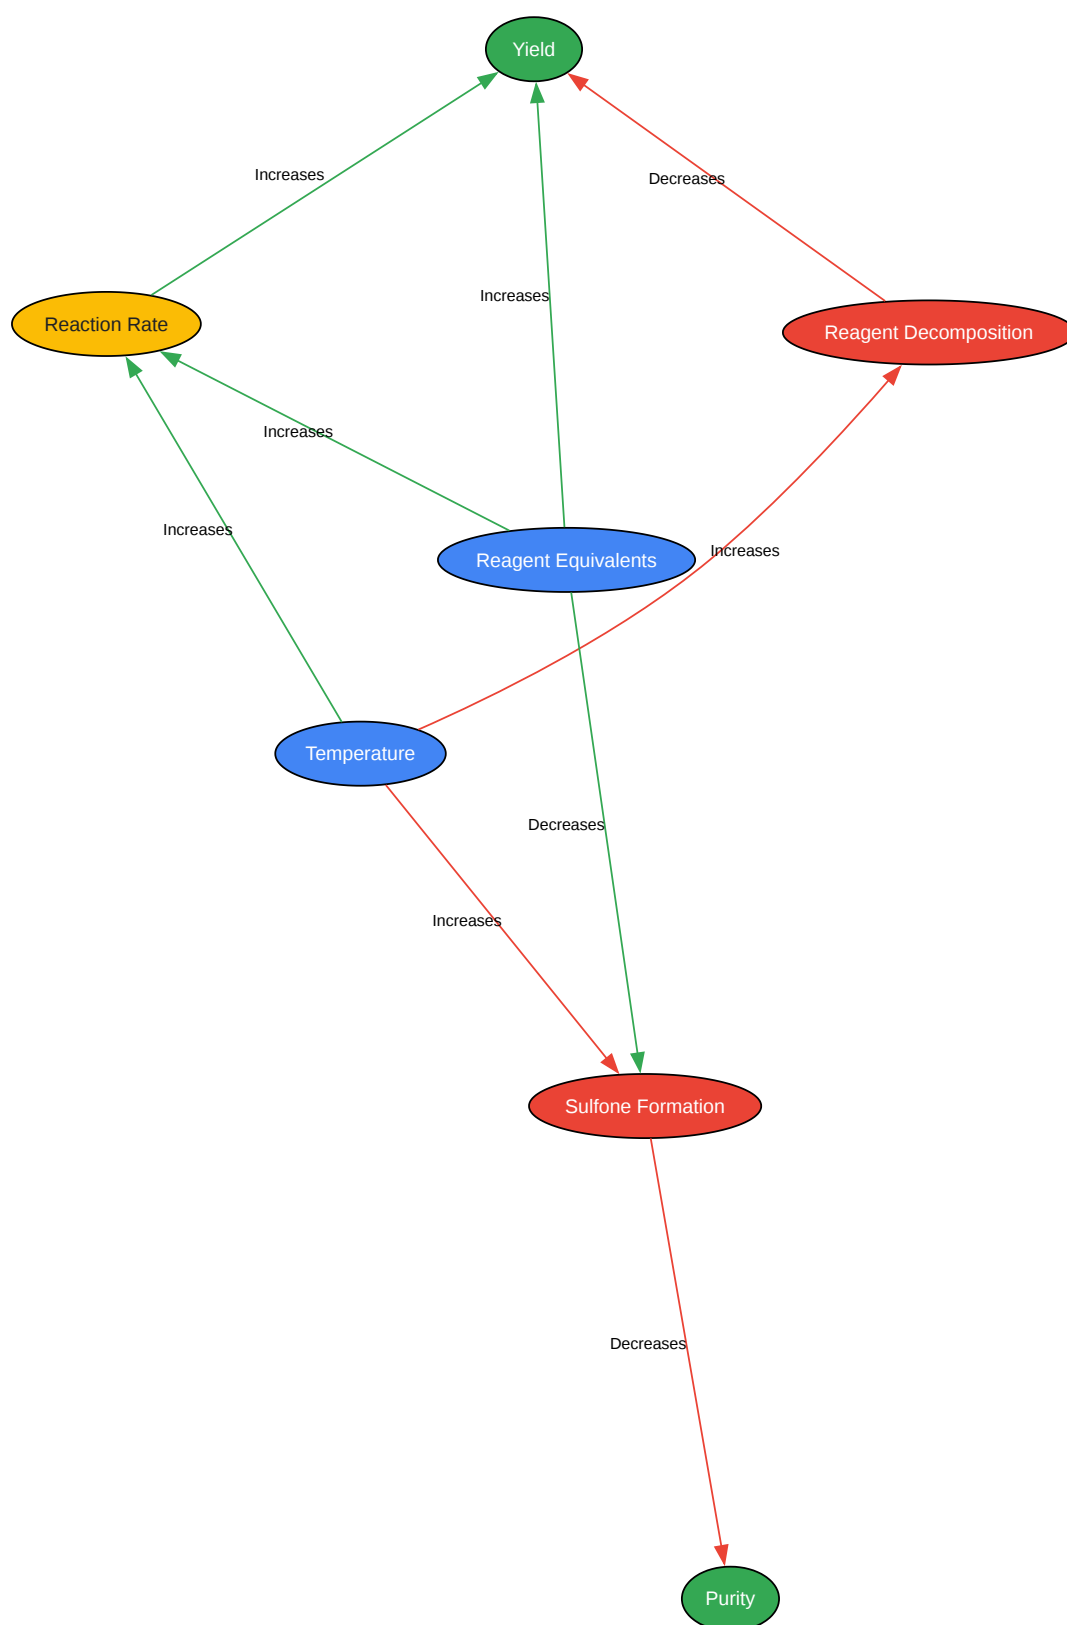 Yield
Increases
Decreases
Increases
Reaction Rate
Reagent Decomposition
Increases
Increases
Increases
Reagent Equivalents
Temperature
Decreases
Increases
Sulfone Formation
Decreases
Purity